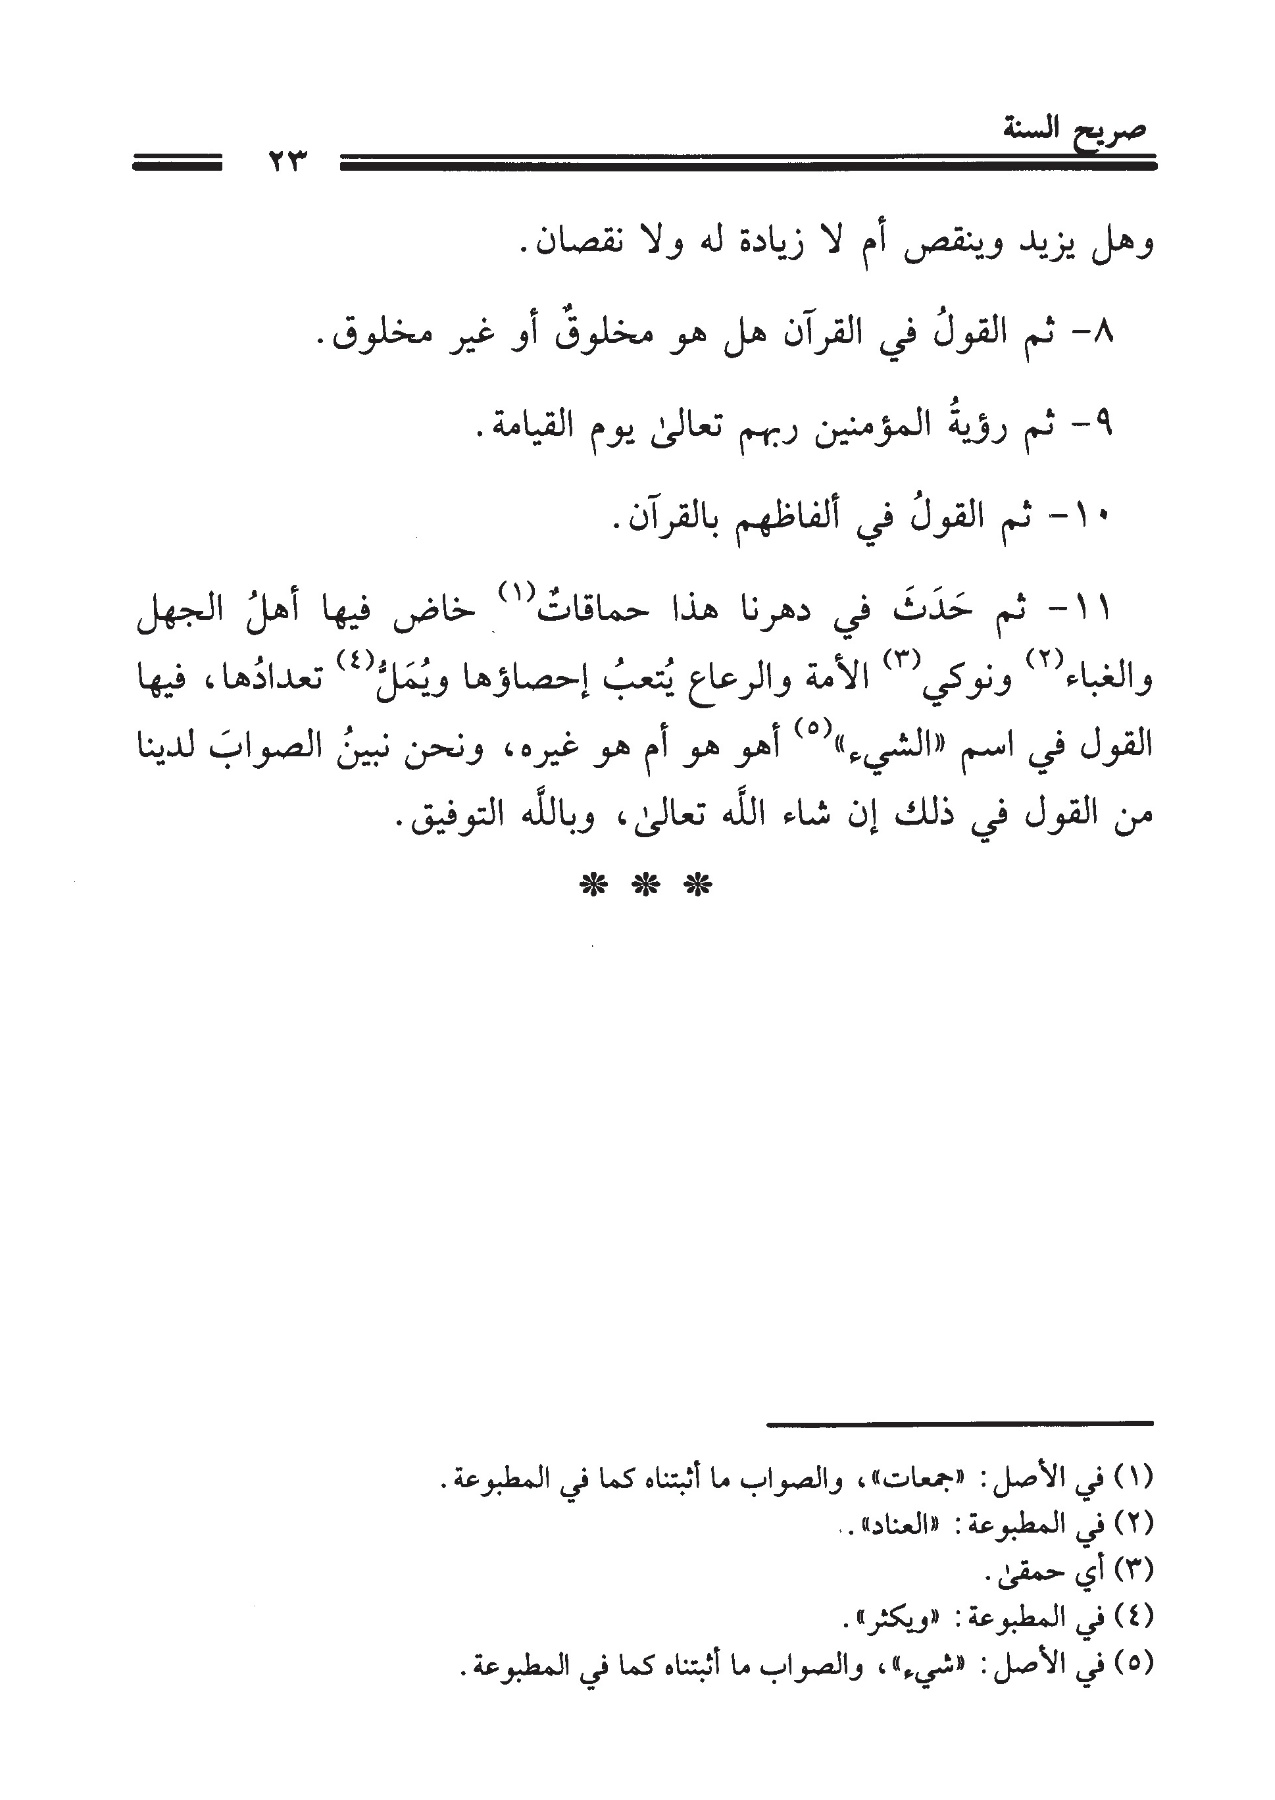 صريح السنة
٢٣
وهل يزيد وينقص أم لا زيادة له ولا نقصان.
٨- ثم القولُ في القرآن هل هو مخلوقٌ أو غير مخلوق.
٩- ثم رؤيةُ المؤمنين ربهم تعالىٰ يوم القيامة.
١٠- ثم القولُ في ألفاظهم بالقرآن.
١١- ثم حَدَثَ في دهرنا هذا حماقاتٌ(١) خاض فيها أهلُ الجهل
والغباء(٢) ونوكي(٣) الأمة والرعاع يُتعبُ إحصاؤها ويُمَلُّ(٤) تعدادُها، فيها
القول في اسم «الشيء»(٥) أهو هو أم هو غيره، ونحن نبينُ الصوابَ لدينا
من القول في ذلك إن شاء اللَّه تعالىٰ، وباللَّه التوفيق.
❊ ❊ ❊
(١) في الأصل: «جمعات»، والصواب ما أثبتناه كما في المطبوعة.
(٢) في المطبوعة: «العناد».
(٣) أي حمقىٰ.
(٤) في المطبوعة: «ويكثر».
(٥) في الأصل: «شيء»، والصواب ما أثبتناه كما في المطبوعة.